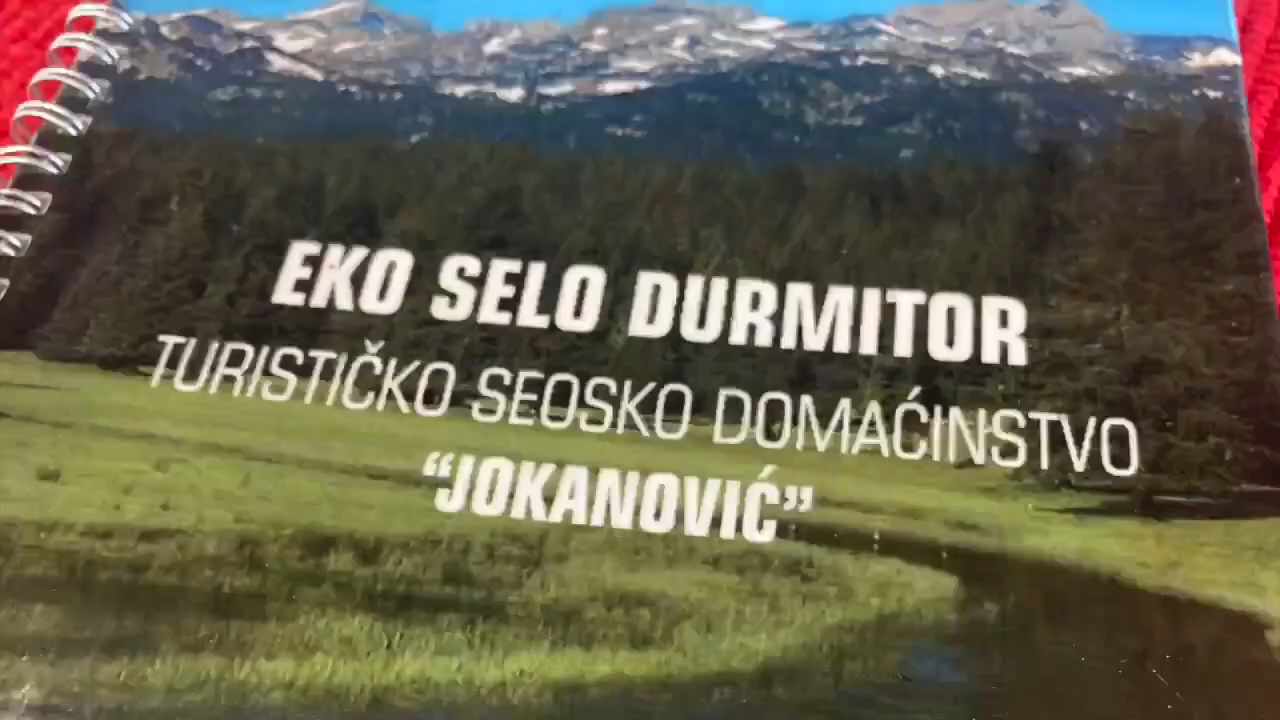 EKO SELO DURMITOR
TURISTIČKO SEOSKO DOMAĆINSTVO
“JOKANOVIĆ”